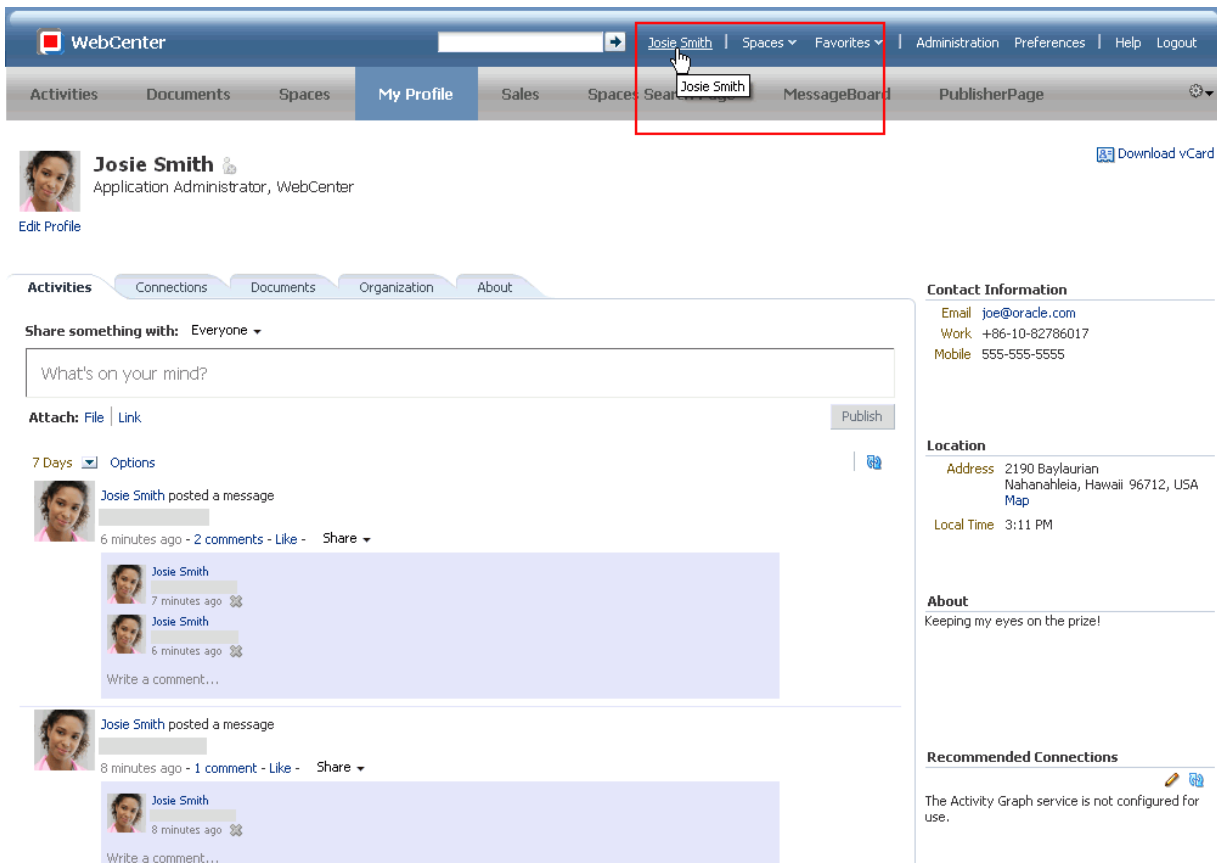 WebCenter
Josie Smith | Spaces Favorites | Administration Preferences | Help Logout
Josie Smith
Activities Documents Spaces My Profile Sales Spaces Sear MessageBoard PublisherPage
Josie Smith
Application Administrator, WebCenter
Download vCard
Edit Profile
Activities Connections Documents Organization About
Share something with: Everyone
What's on your mind?
Attach: File | Link
Publish
7 Days Options
Josie Smith posted a message
6 minutes ago - 2 comments - Like - Share
Josie Smith
7 minutes ago
Josie Smith
6 minutes ago
Write a comment...
Josie Smith posted a message
8 minutes ago - 1 comment - Like - Share
Josie Smith
8 minutes ago
Write a comment...
Contact Information
Email joe@oracle.com
Work +86-10-82786017
Mobile 555-555-5555
Location
Address 2190 Baylaurian
Nahanahleia, Hawaii 96712, USA
Map
Local Time 3:11 PM
About
Keeping my eyes on the prize!
Recommended Connections
The Activity Graph service is not configured for
use.